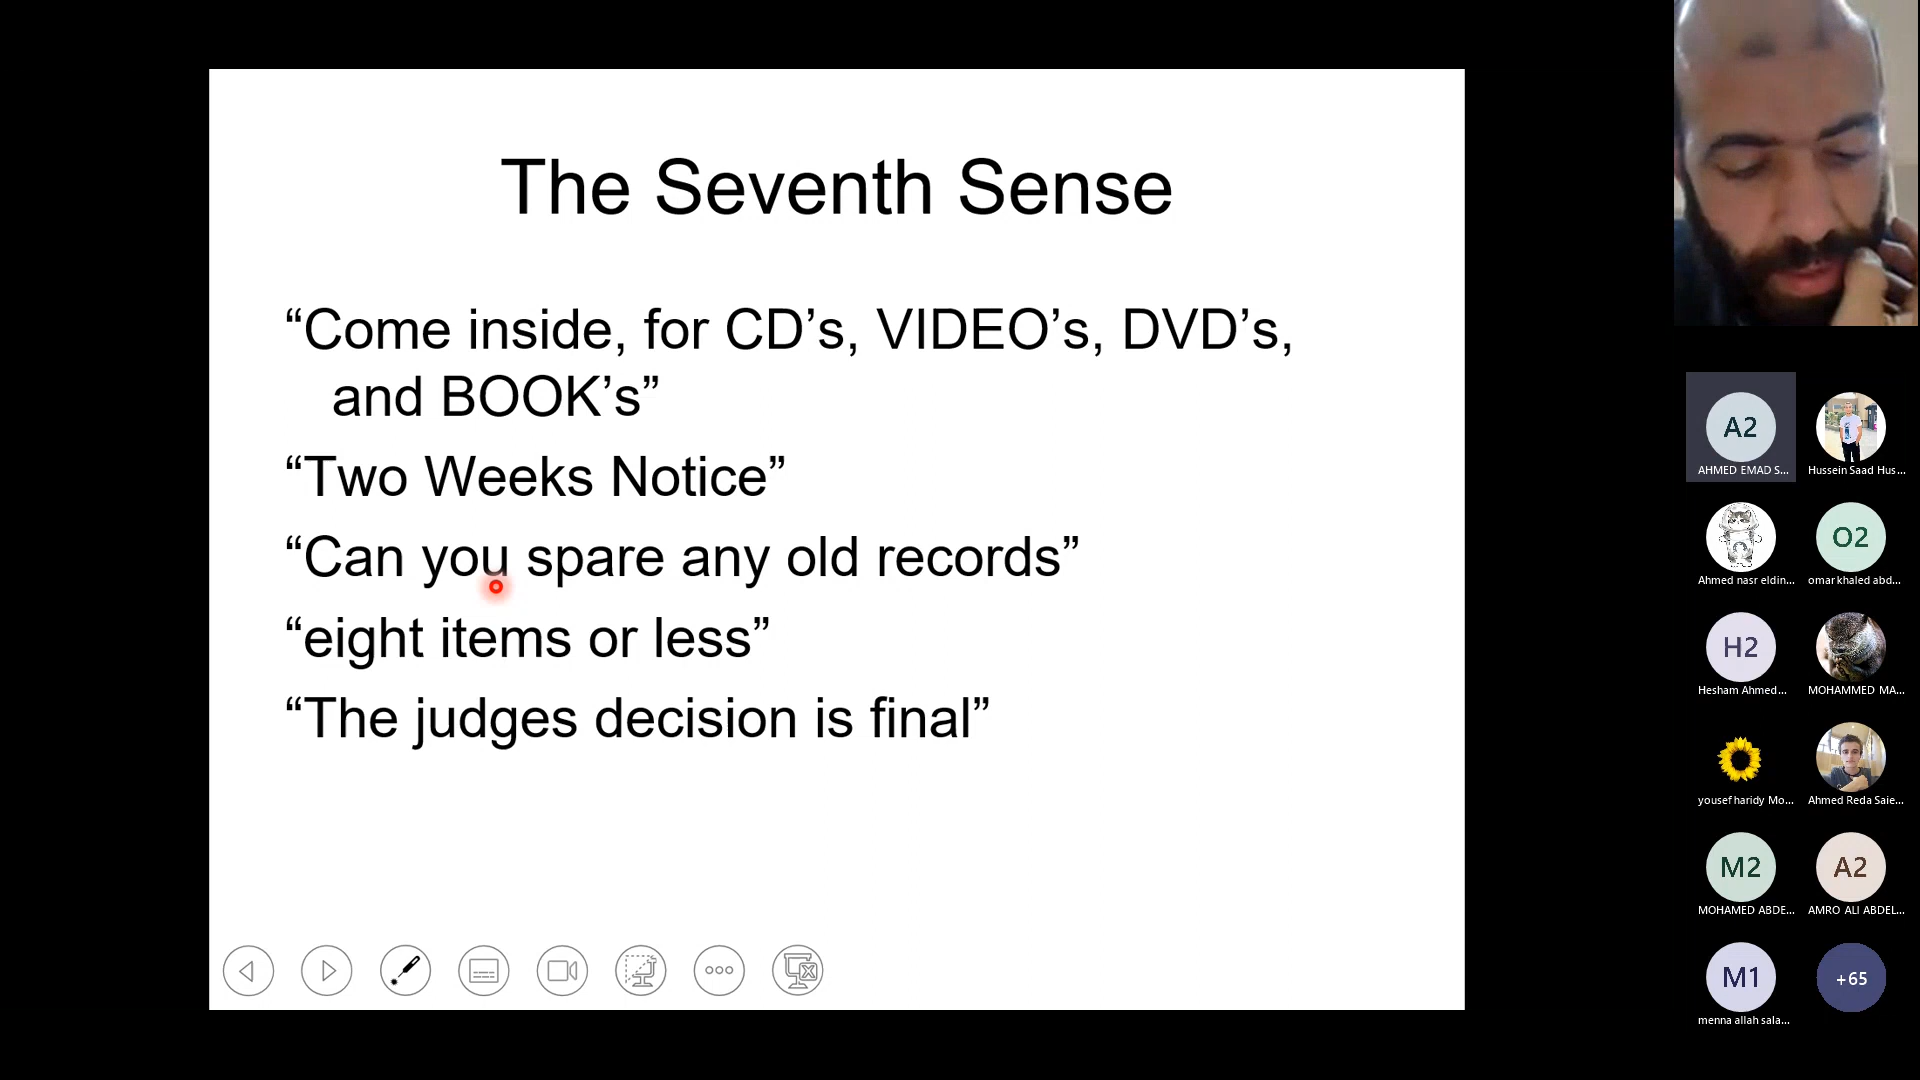 The Seventh Sense
“Come inside, for CD’s, VIDEO’s, DVD’s,
and BOOK’s”
“Two Weeks Notice”
“Can you spare any old records”
“eight items or less”
“The judges decision is final”
A2
AHMED EMAD S...
Hussein Saad Hus...
Ahmed nasr eldin...
O2
omar khaled abd...
H2
Hesham Ahmed...
MOHAMMED MA...
yousef haridy Mo...
Ahmed Reda Saie...
M2
MOHAMED ABDE...
A2
AMRO ALI ABDEL...
M1
menna allah sala...
+65